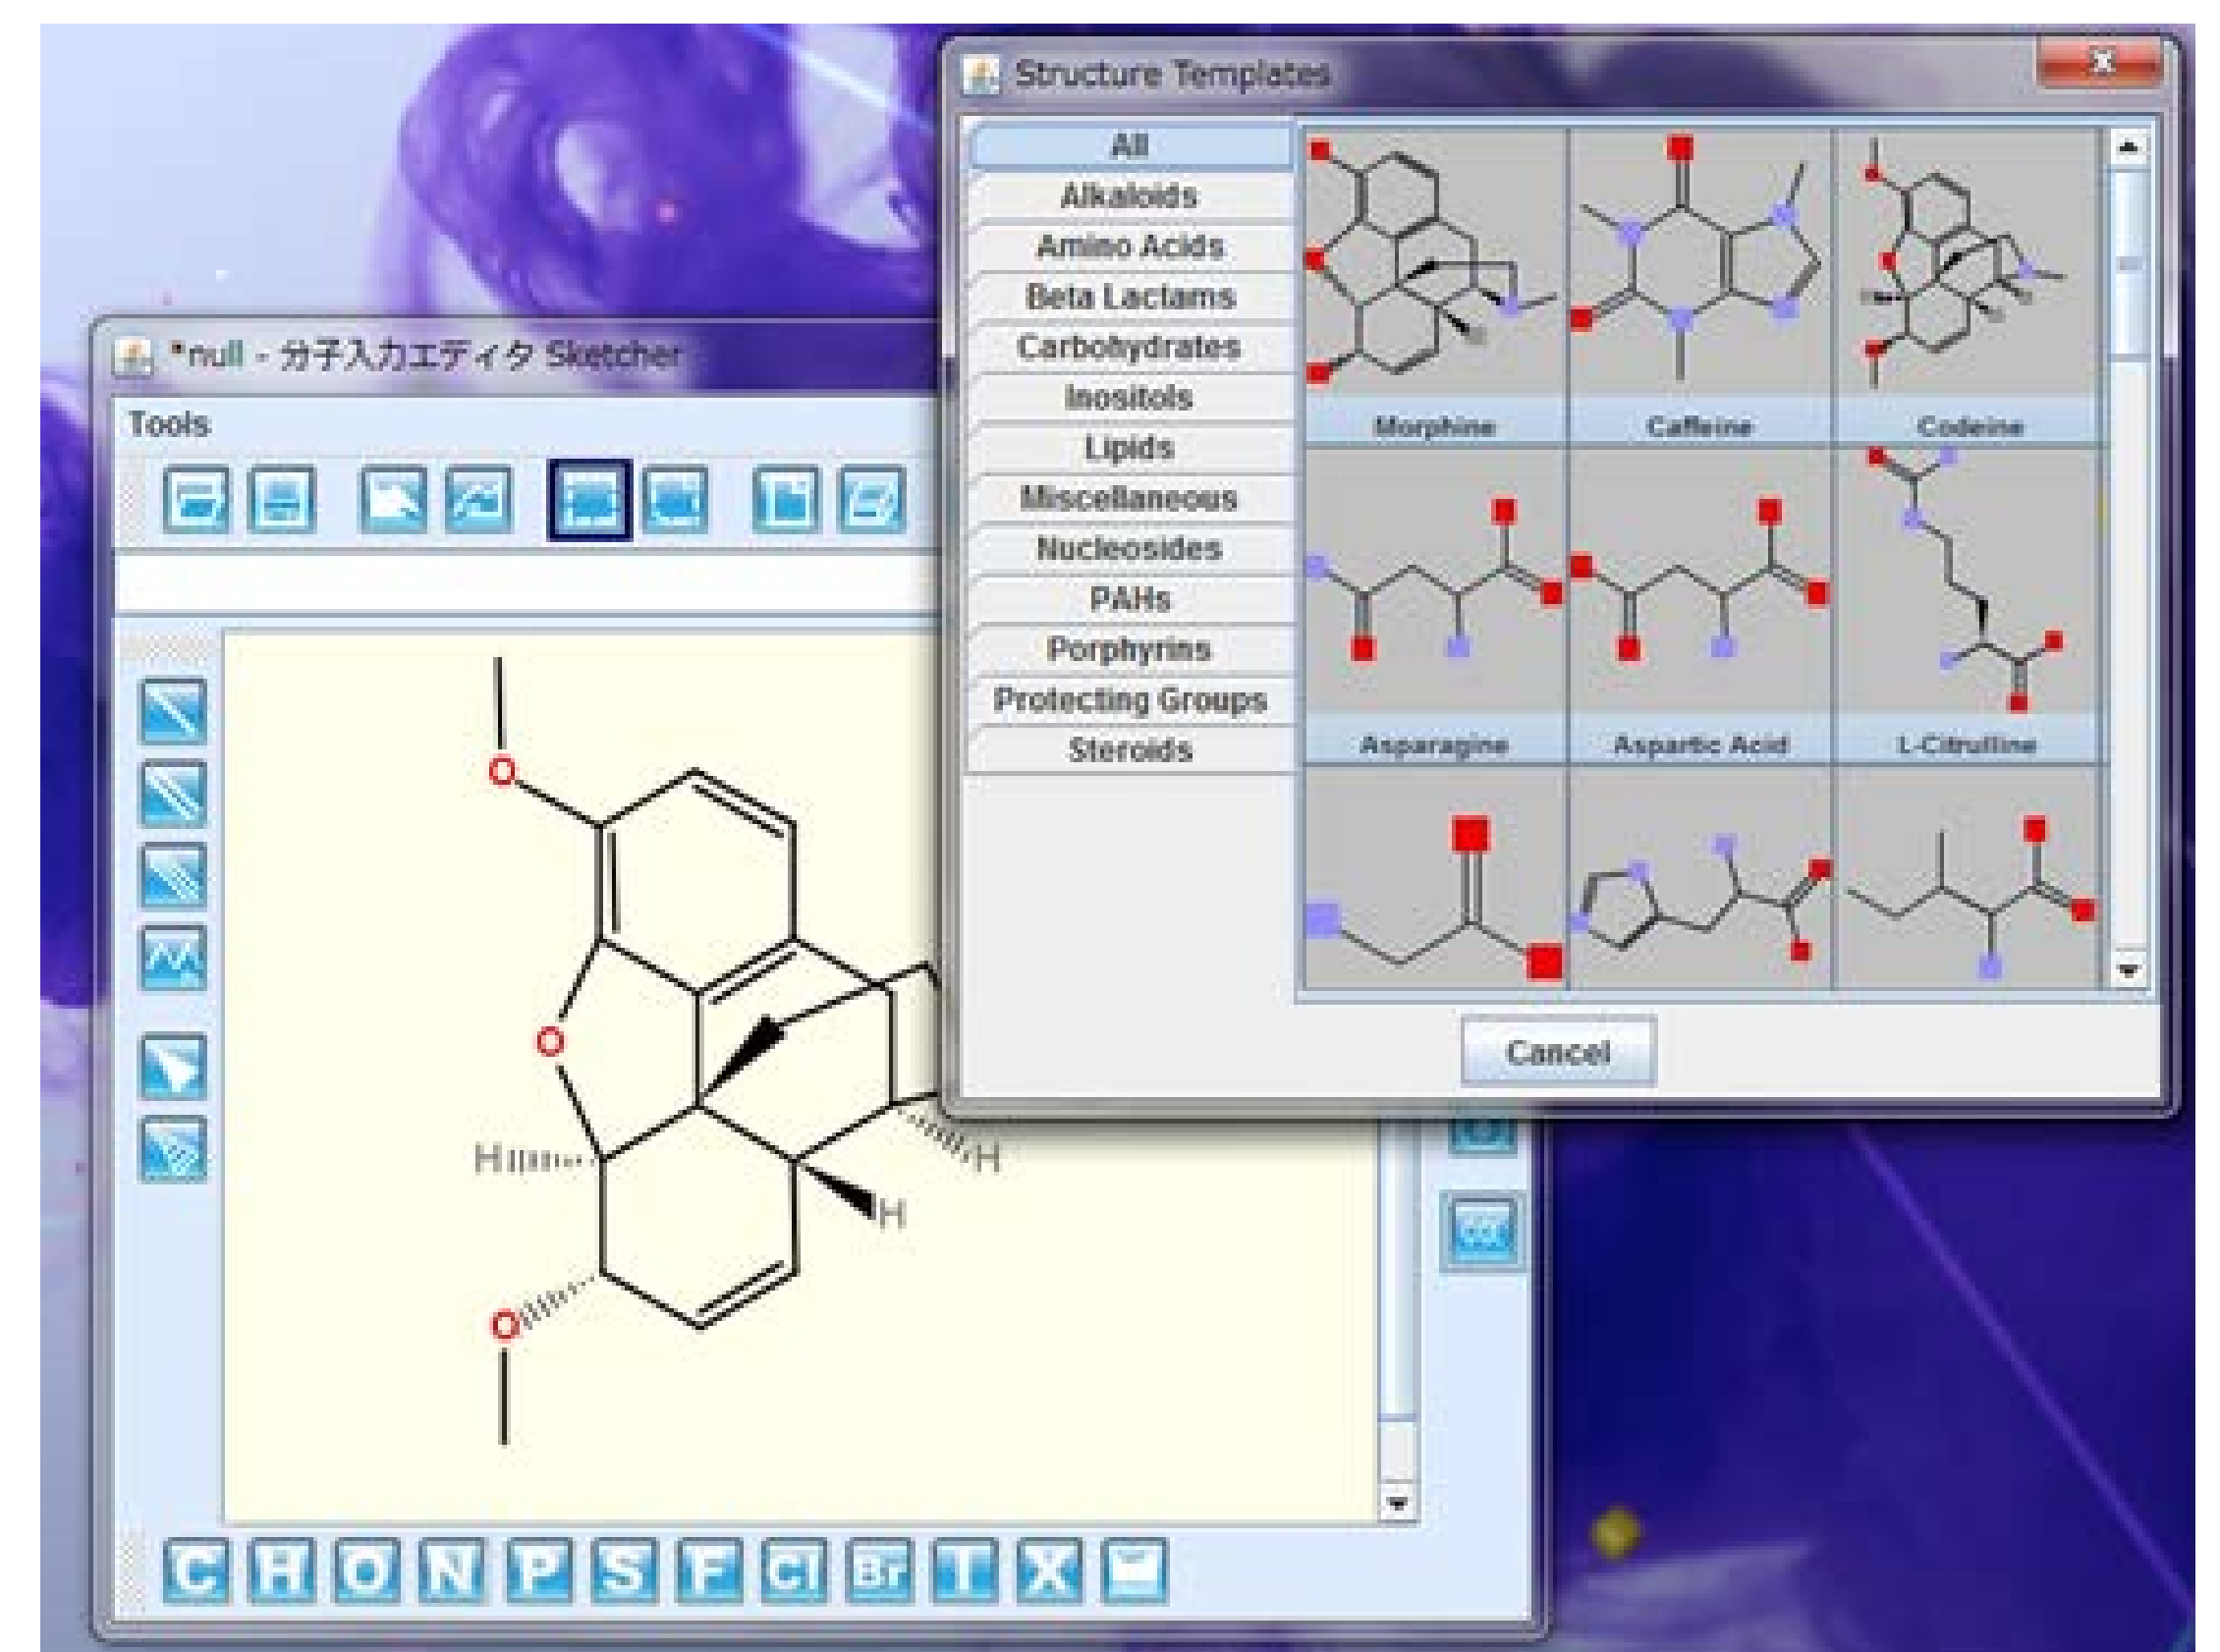 Structure Templates
All
Alkaloids
Amino Acids
Beta Lactams
Carbohydrates
Inositols
Lipids
Miscellaneous
Nucleosides
PAHs
Porphyrins
Protecting Groups
Steroids
Morphine
Caffeine
Codeine
Asparagine
Aspartic Acid
L-Citrulline
Cancel
*null - 分子入力エディタ Sketcher
Tools
O
O
H
H
H
O
C H O N P S F Cl Br T X